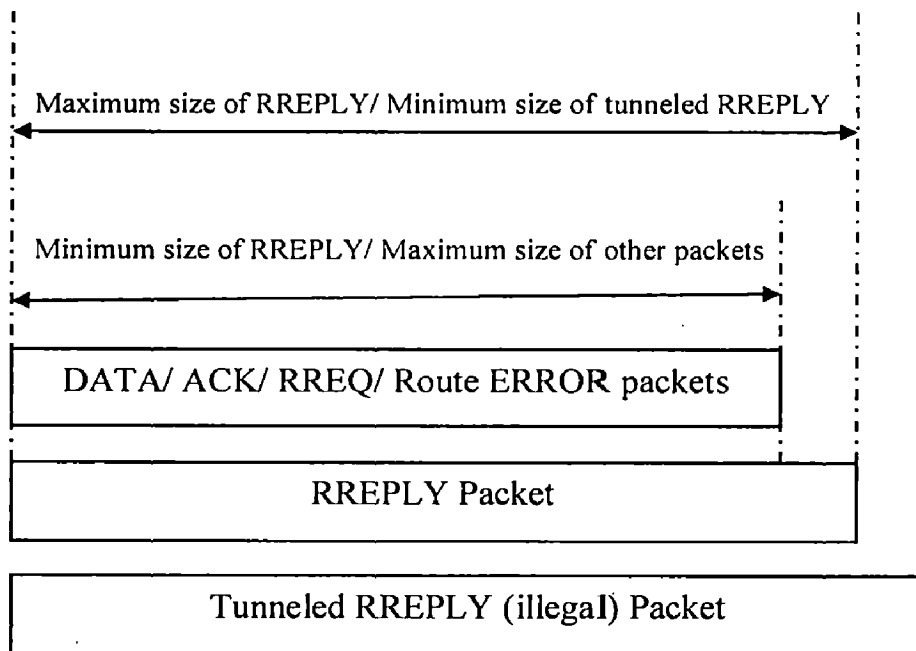 Maximum size of RREPLY/ Minimum size of tunneled RREPLY
Minimum size of RREPLY/ Maximum size of other packets
DATA/ ACK/ RREQ/ Route ERROR packets
RREPLY Packet
Tunneled RREPLY (illegal) Packet